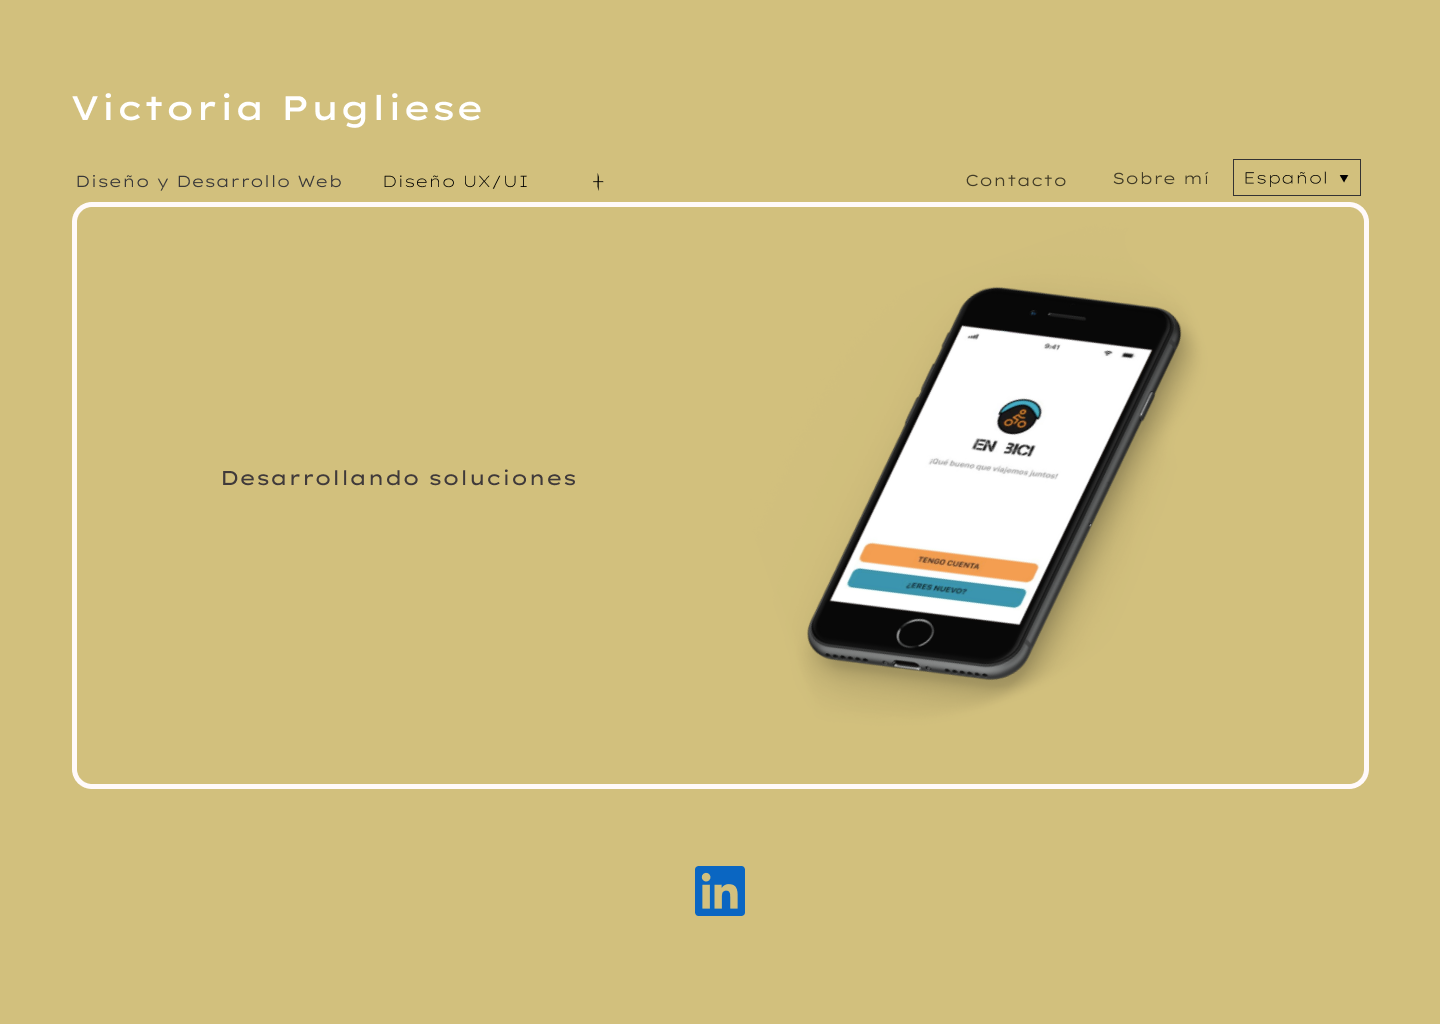 Victoria Pugliese
Diseño y Desarrollo Web
Diseño UX/UI
+
Contacto
Sobre mí
Español ▼
Desarrollando soluciones
9:41
EN BICI
¡Qué bueno que viajemos juntos!
TENGO CUENTA
¿ERES NUEVO?
in